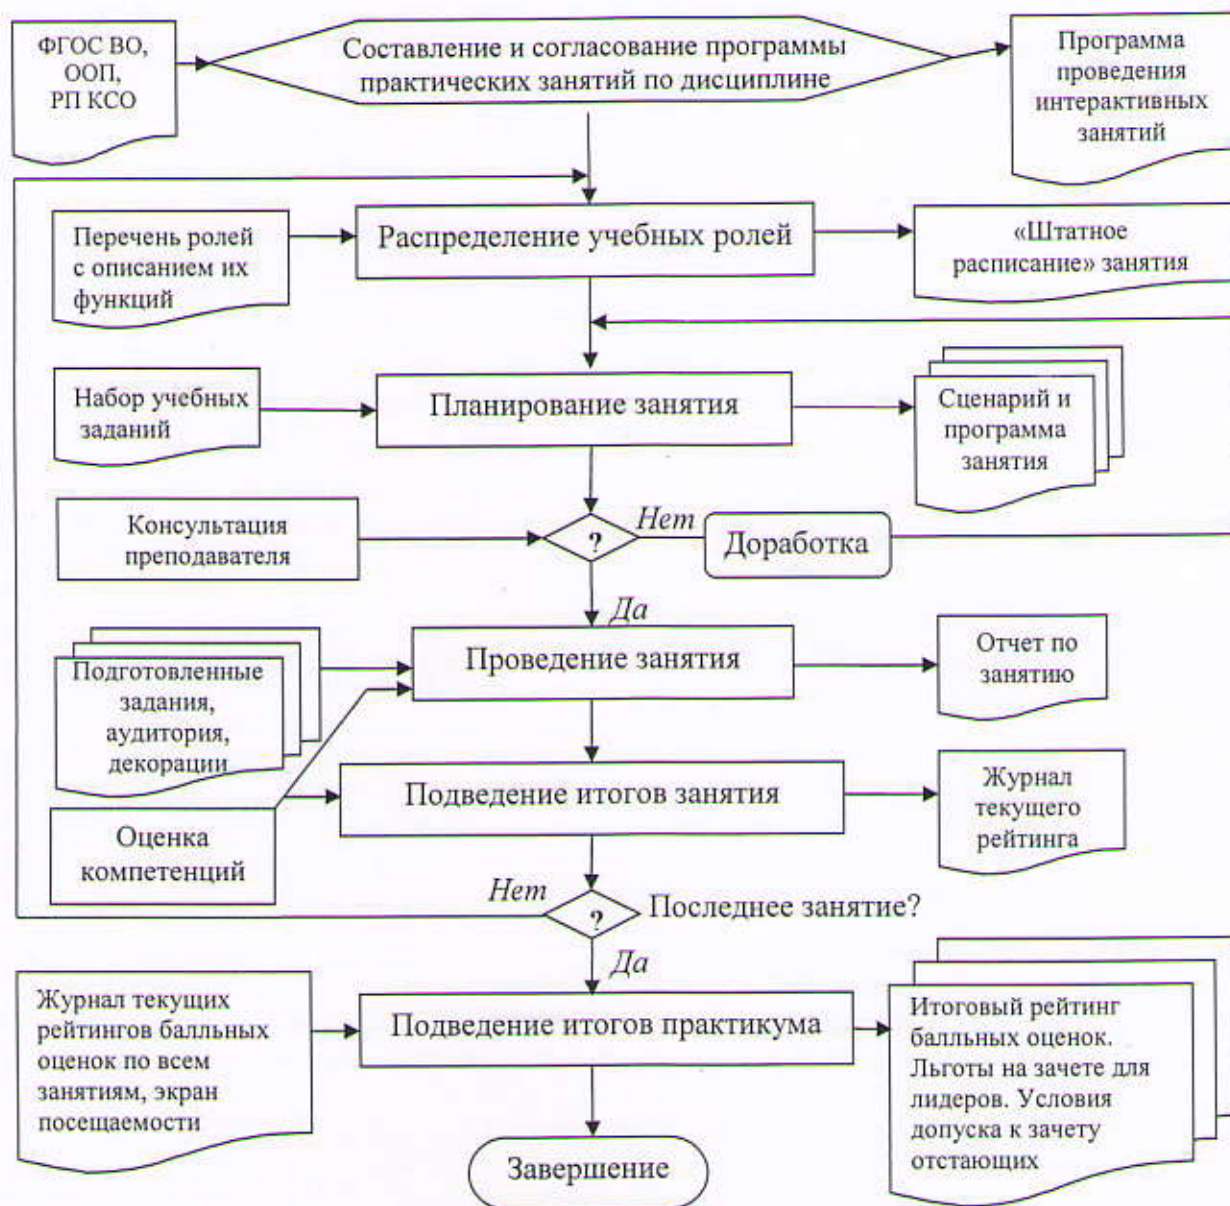 ФГОС ВО,
ООП,
РП КСО
Составление и согласование программы
практических занятий по дисциплине
Программа
проведения
интерактивных
занятий
Перечень ролей
с описанием их
функций
Распределение учебных ролей
«Штатное
расписание» занятия
Набор учебных
заданий
Планирование занятия
Сценарий и
программа
занятия
Консультация
преподавателя
?
Нет
Доработка
Да
Подготовленные
задания,
аудитория,
декорации
Проведение занятия
Отчет по
занятию
Оценка
компетенций
Подведение итогов занятия
Журнал
текущего
рейтинга
Нет
?
Последнее занятие?
Да
Журнал текущих
рейтингов балльных
оценок по всем
занятиям, экран
посещаемости
Подведение итогов практикума
Итоговый рейтинг
балльных оценок.
Льготы на зачете для
лидеров. Условия
допуска к зачету
отстающих
Завершение